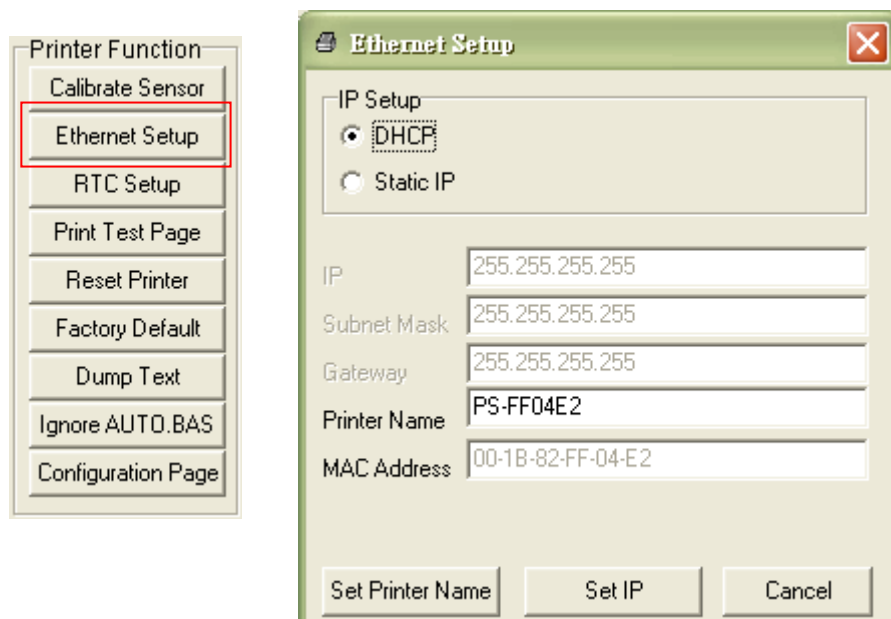 Printer Function
Calibrate Sensor
Ethernet Setup
RTC Setup
Print Test Page
Reset Printer
Factory Default
Dump Text
Ignore AUTO.BAS
Configuration Page
Ethernet Setup
IP Setup
DHCP
Static IP
IP 255.255.255.255
Subnet Mask 255.255.255.255
Gateway 255.255.255.255
Printer Name PS-FF04E2
MAC Address 00-1B-82-FF-04-E2
Set Printer Name Set IP Cancel